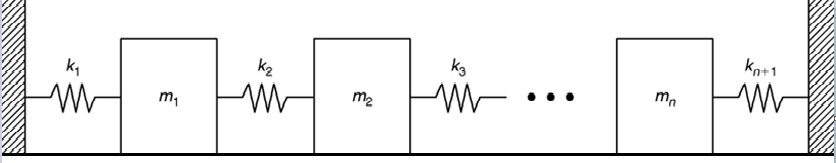 k₁ k₂ k₃ kₙ₊₁
m₁ m₂ • • • mₙ